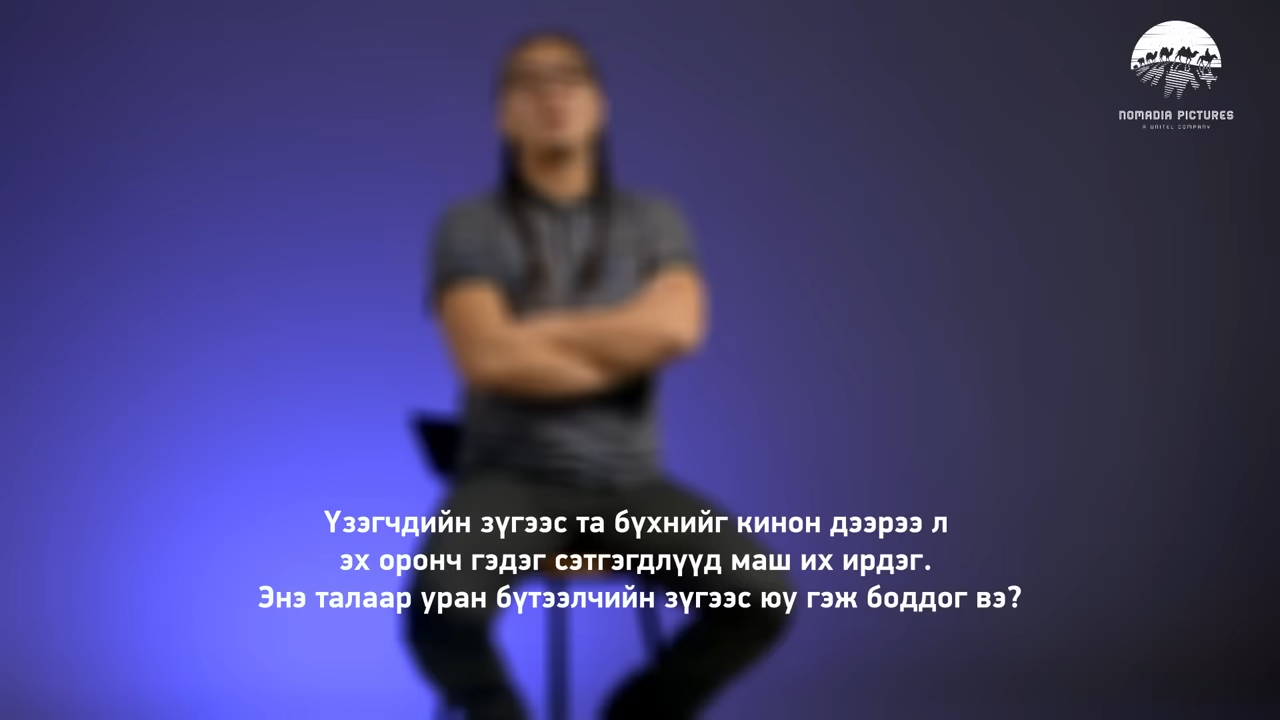 NOMADIA PICTURES
A UNITEL COMPANY
Үзэгчдийн зүгээс та бүхнийг кинон дээрээ л
эх оронч гэдэг сэтгэгдлүүд маш их ирдэг.
Энэ талаар уран бүтээлчийн зүгээс юу гэж боддог вэ?